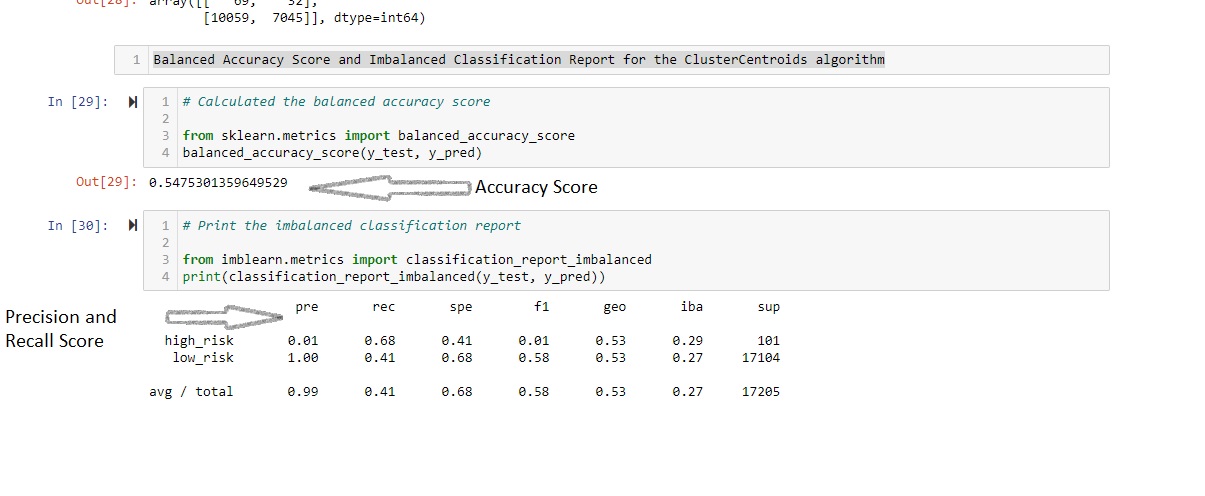 Out[28]: array([[   69,    32],
[10059,  7045]], dtype=int64)
1 Balanced Accuracy Score and Imbalanced Classification Report for the ClusterCentroids algorithm
In [29]: 1 # Calculated the balanced accuracy score
2
3 from sklearn.metrics import balanced_accuracy_score
4 balanced_accuracy_score(y_test, y_pred)
Out[29]: 0.5475301359649529
Accuracy Score
In [30]: 1 # Print the imbalanced classification report
2
3 from imblearn.metrics import classification_report_imbalanced
4 print(classification_report_imbalanced(y_test, y_pred))
Precision and
Recall Score
pre rec spe f1 geo iba sup
high_risk 0.01 0.68 0.41 0.01 0.53 0.29 101
low_risk 1.00 0.41 0.68 0.58 0.53 0.27 17104
avg / total 0.99 0.41 0.68 0.58 0.53 0.27 17205